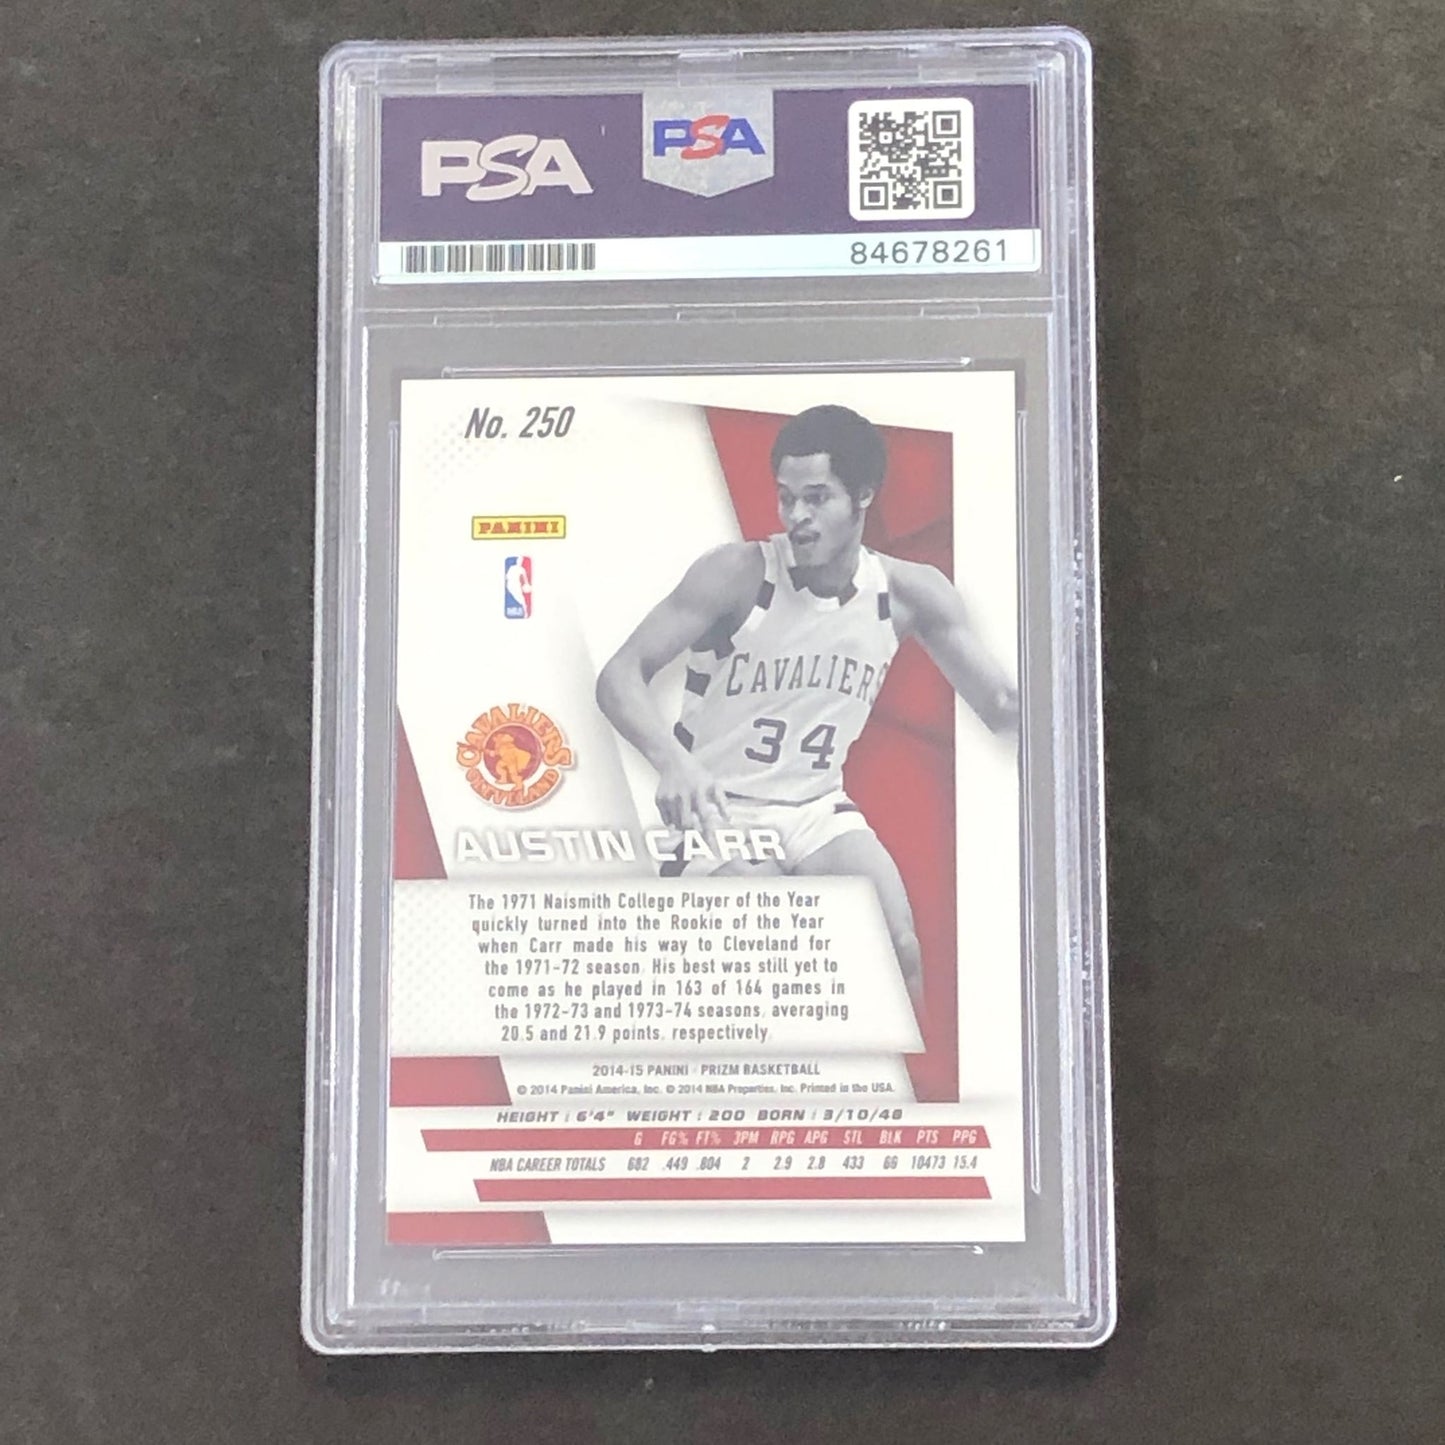 PSA
PSA
84678261
No. 250
PANINI
NBA
CAVALIERS
34
CAVALIERS
CLEVELAND
AUSTIN CARR
The 1971 Naismith College Player of the Year
quickly turned into the Rookie of the Year
when Carr made his way to Cleveland for
the 1971-72 season. His best was still yet to
come as he played in 163 of 164 games in
the 1972-73 and 1973-74 seasons, averaging
20.5 and 21.9 points, respectively.
2014-15 PANINI - PRIZM BASKETBALL
© 2014 Panini America, Inc. © 2014 NBA Properties, Inc. Printed in the USA.
HEIGHT : 6'4" WEIGHT : 200 BORN : 3/10/48
G FG% FT% 3PM RPG APG STL BLK PTS PPG
NBA CAREER TOTALS 682 .449 .804 2 2.9 2.8 433 66 10473 15.4